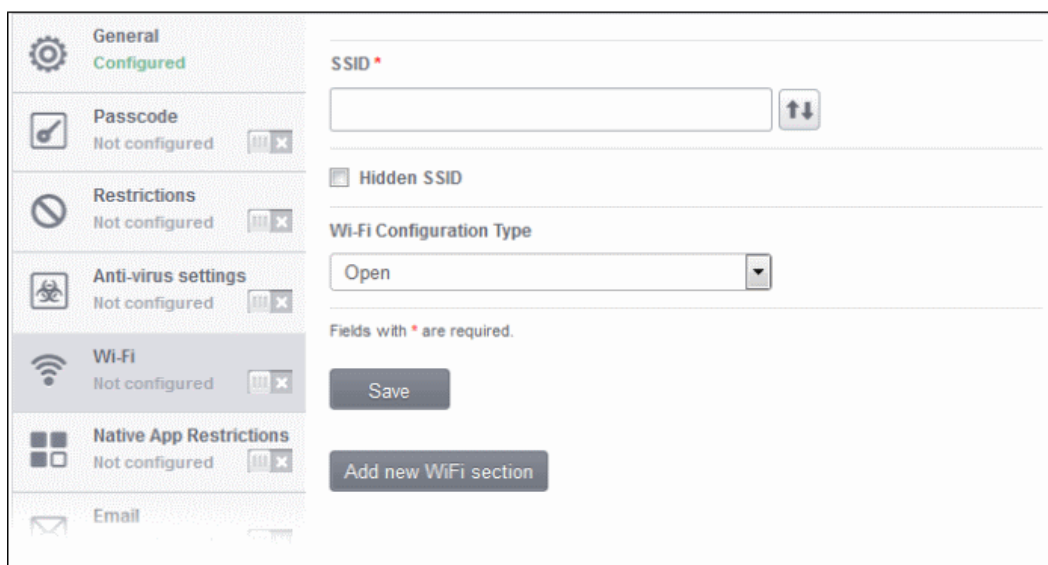 General
Configured
Passcode
Not configured
Restrictions
Not configured
Anti-virus settings
Not configured
Wi-Fi
Not configured
Native App Restrictions
Not configured
Email
SSID *
Hidden SSID
Wi-Fi Configuration Type
Open
Fields with * are required.
Save
Add new WiFi section